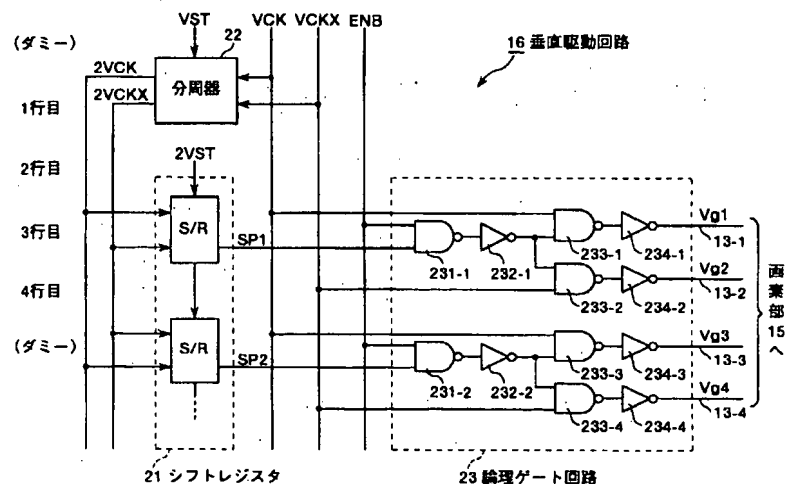 VST
VCK VCKX ENB
(ダミー)
22
16 垂直駆動回路
2VCK
分周器
2VCKX
1行目
2行目
2VST
3行目
S/R
SP1
231-1
232-1
233-1
234-1
Vg1
13-1
233-2
234-2
Vg2
13-2
画素部15へ
4行目
(ダミー)
S/R
SP2
231-2
232-2
233-3
234-3
Vg3
13-3
233-4
234-4
Vg4
13-4
21 シフトレジスタ
23 論理ゲート回路